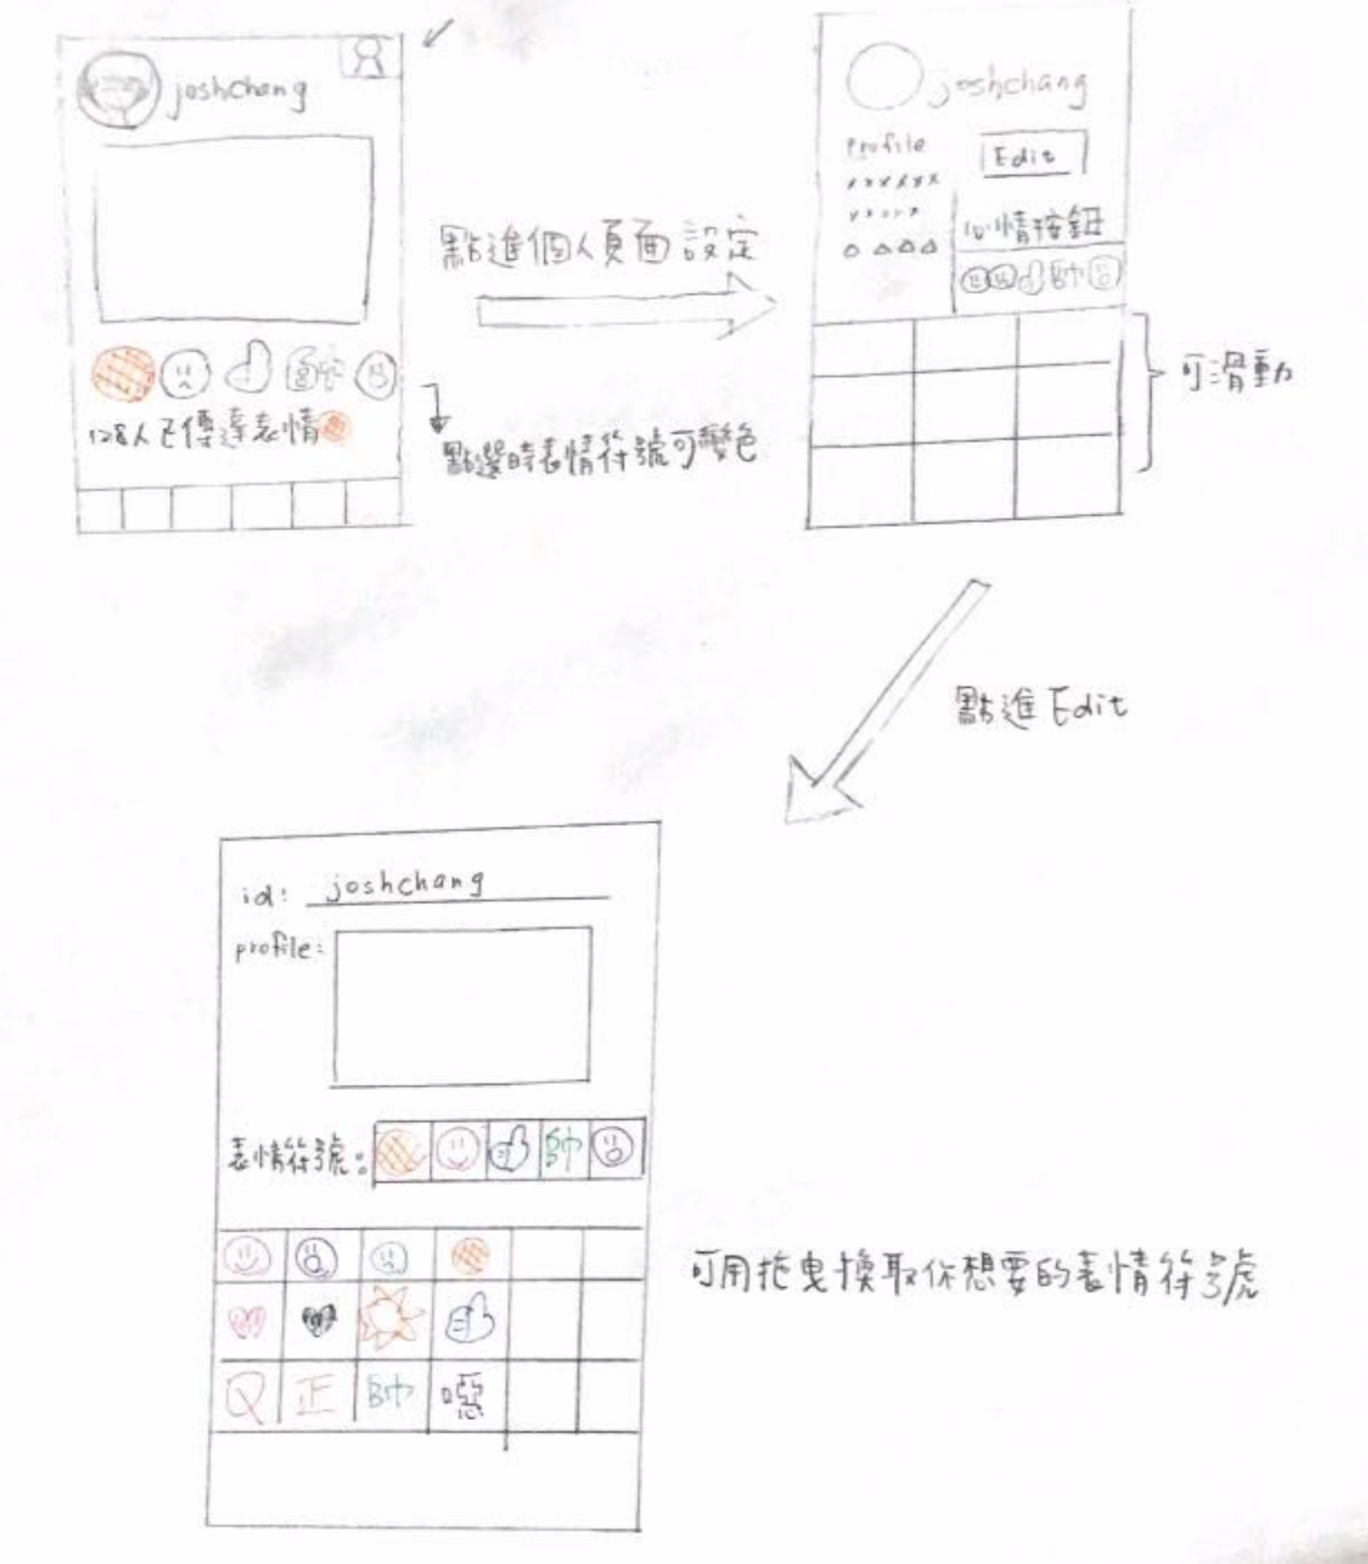 joshchang
帥
128人已傳達表情
點進個人頁面設定
點選時表情符號可變色
joshchang
Profile
Edit
心情按鈕
帥
可滑動
點進Edit
id: joshchang
profile:
表情符號:
帥
Q 正 帥 噁
可用拖曳換取你想要的表情符號